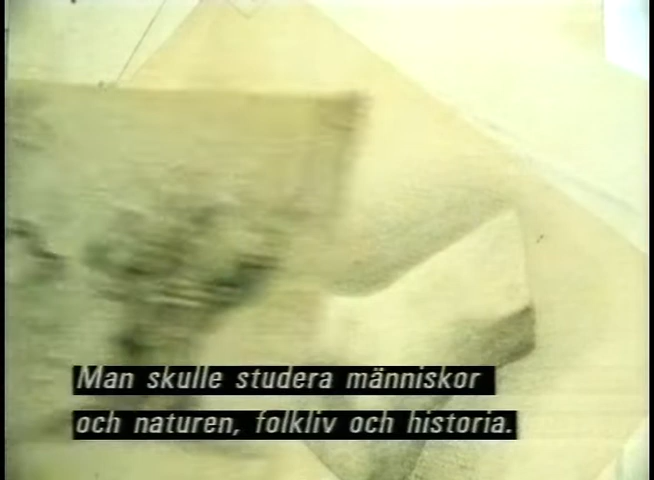 Man skulle studera människor
och naturen, folkliv och historia.